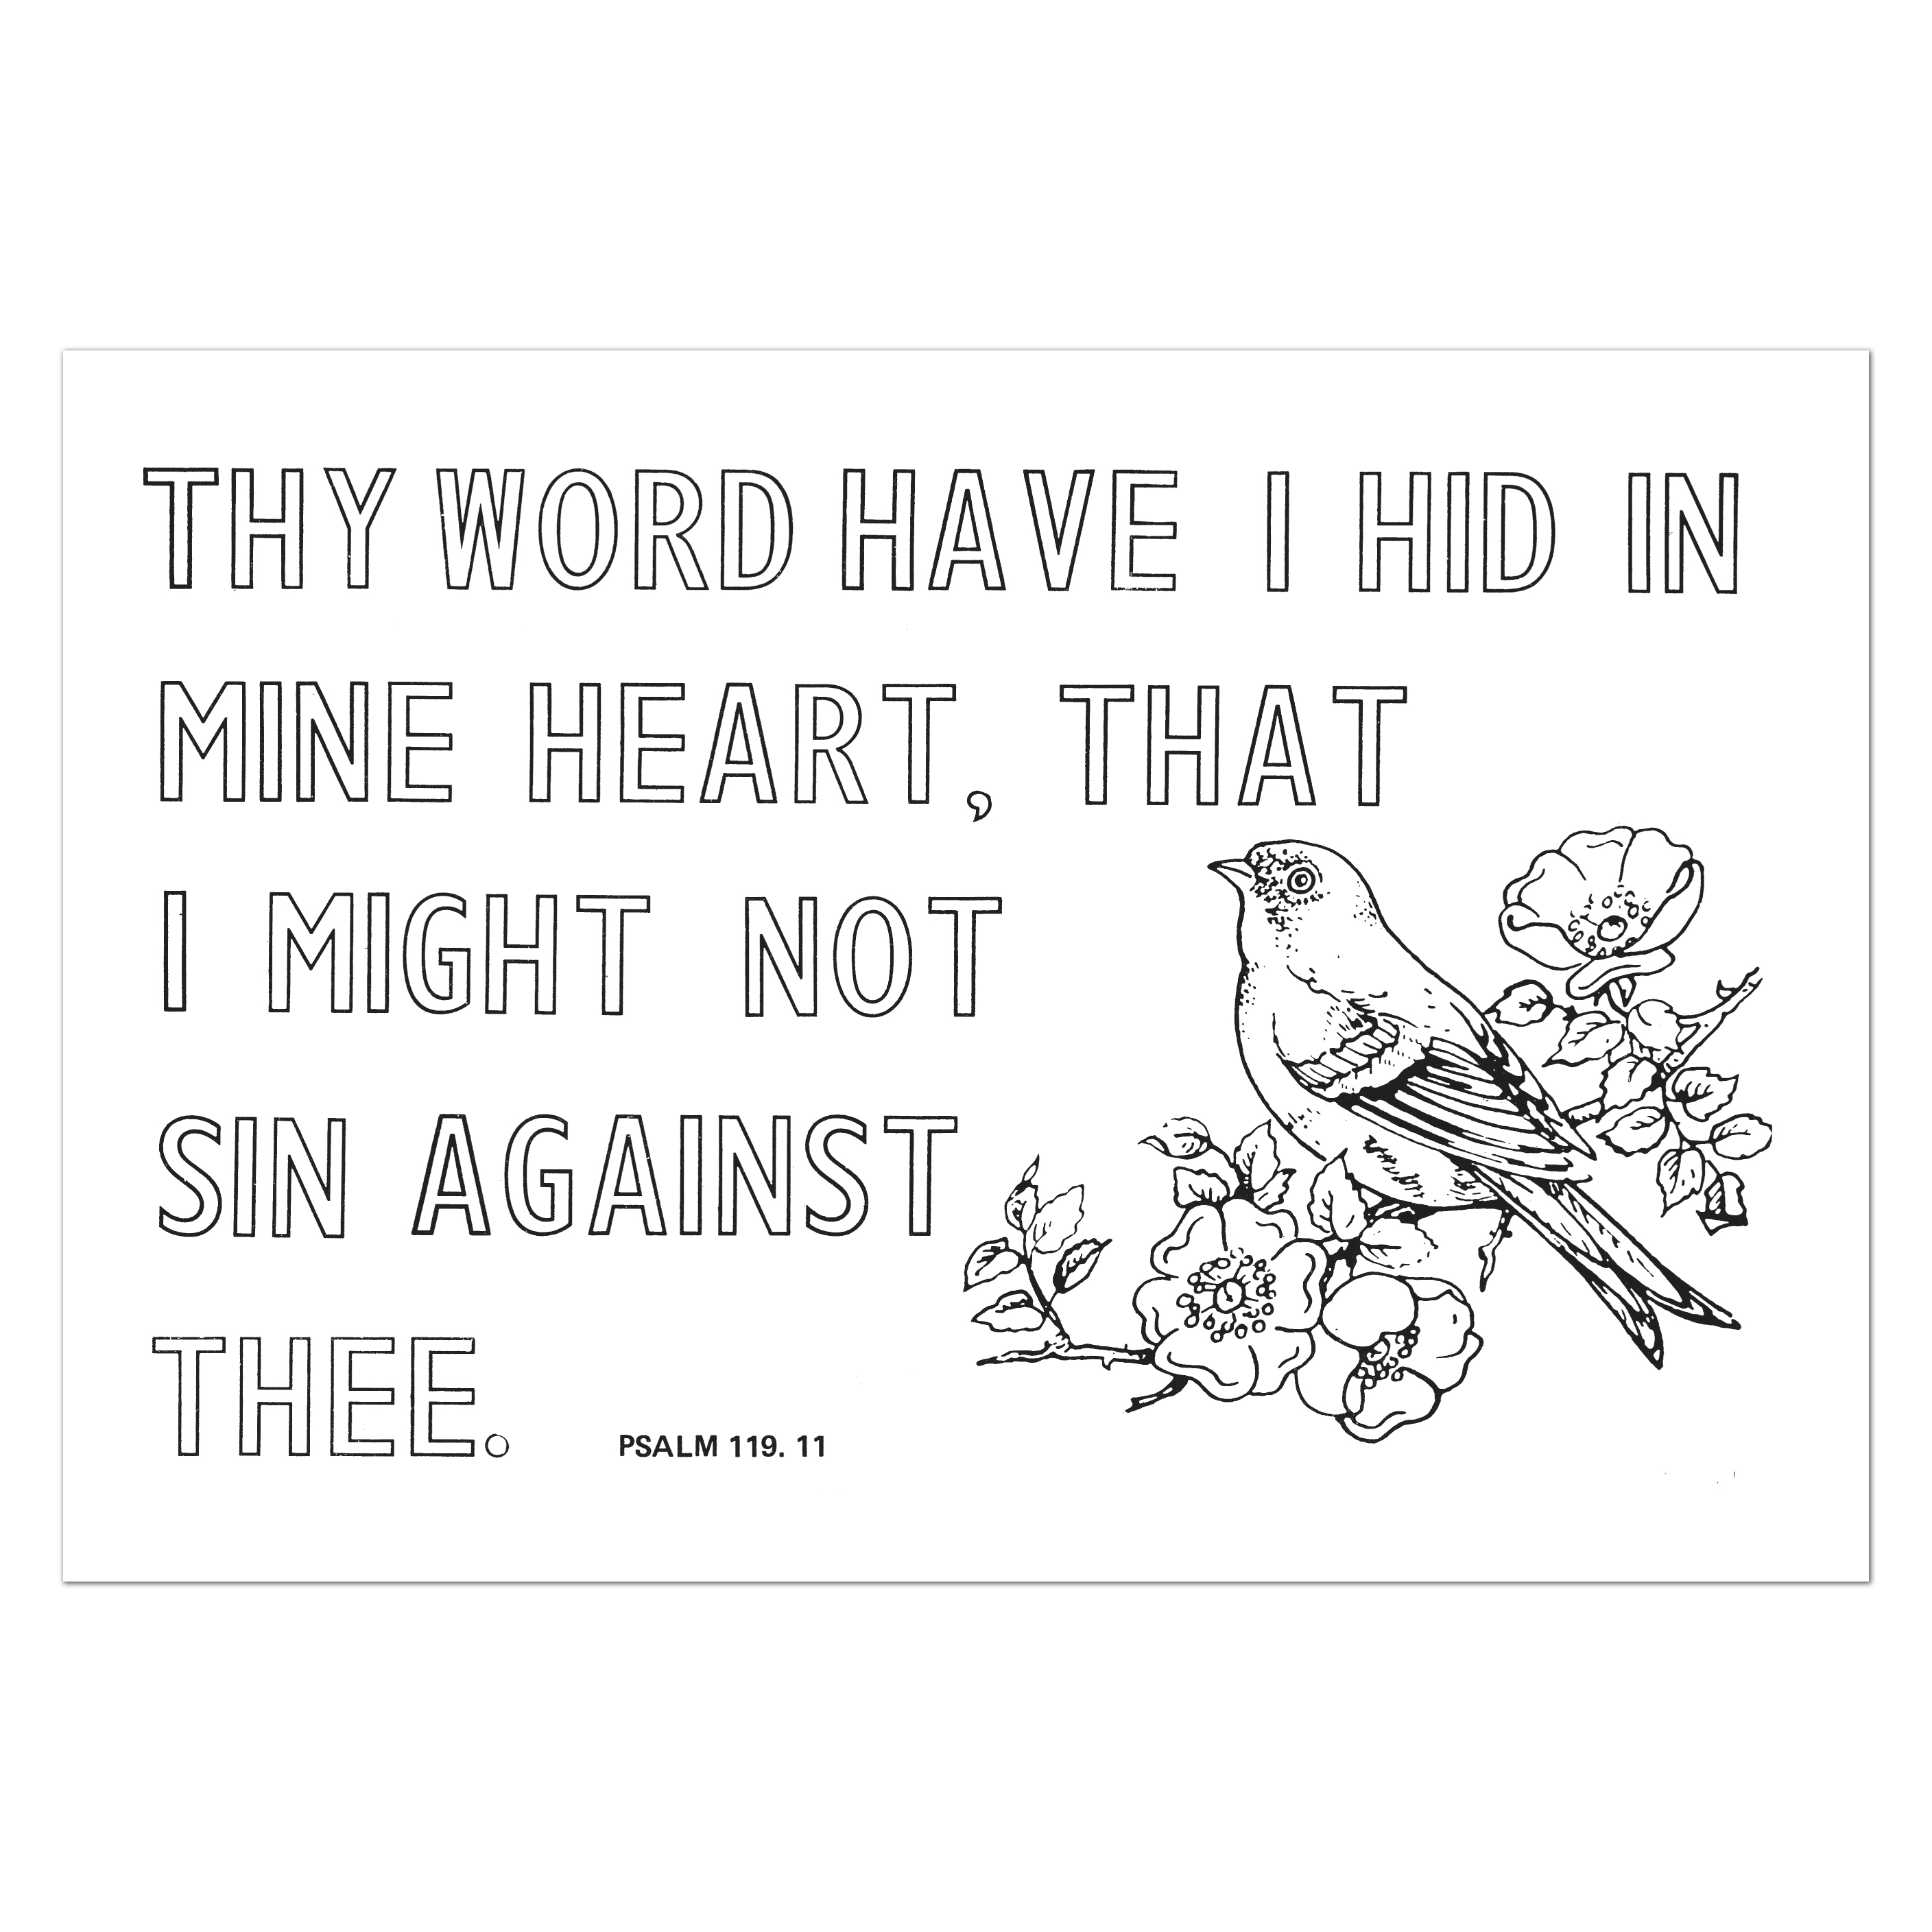 THY WORD HAVE I HID IN
MINE HEART, THAT
I MIGHT NOT
SIN AGAINST
THEE.
PSALM 119. 11